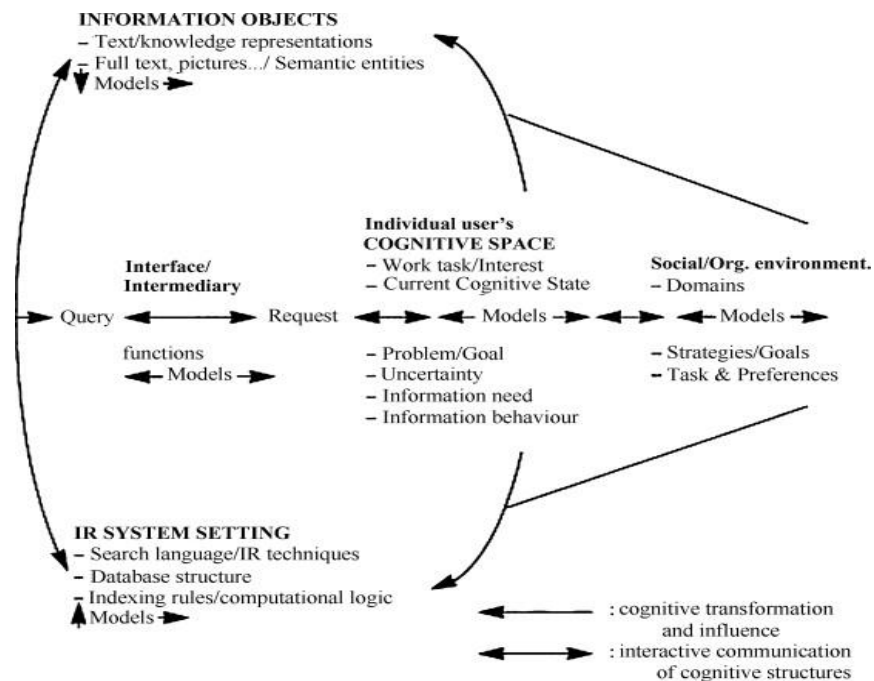 INFORMATION OBJECTS
– Text/knowledge representations
– Full text, pictures.../ Semantic entities
Models
Individual user's
COGNITIVE SPACE
– Work task/Interest
– Current Cognitive State
Interface/
Intermediary
Social/Org. environment.
– Domains
Query
Request
Models
Models
functions
Models
– Problem/Goal
– Uncertainty
– Information need
– Information behaviour
– Strategies/Goals
– Task & Preferences
IR SYSTEM SETTING
– Search language/IR techniques
– Database structure
– Indexing rules/computational logic
Models
: cognitive transformation
and influence
: interactive communication
of cognitive structures